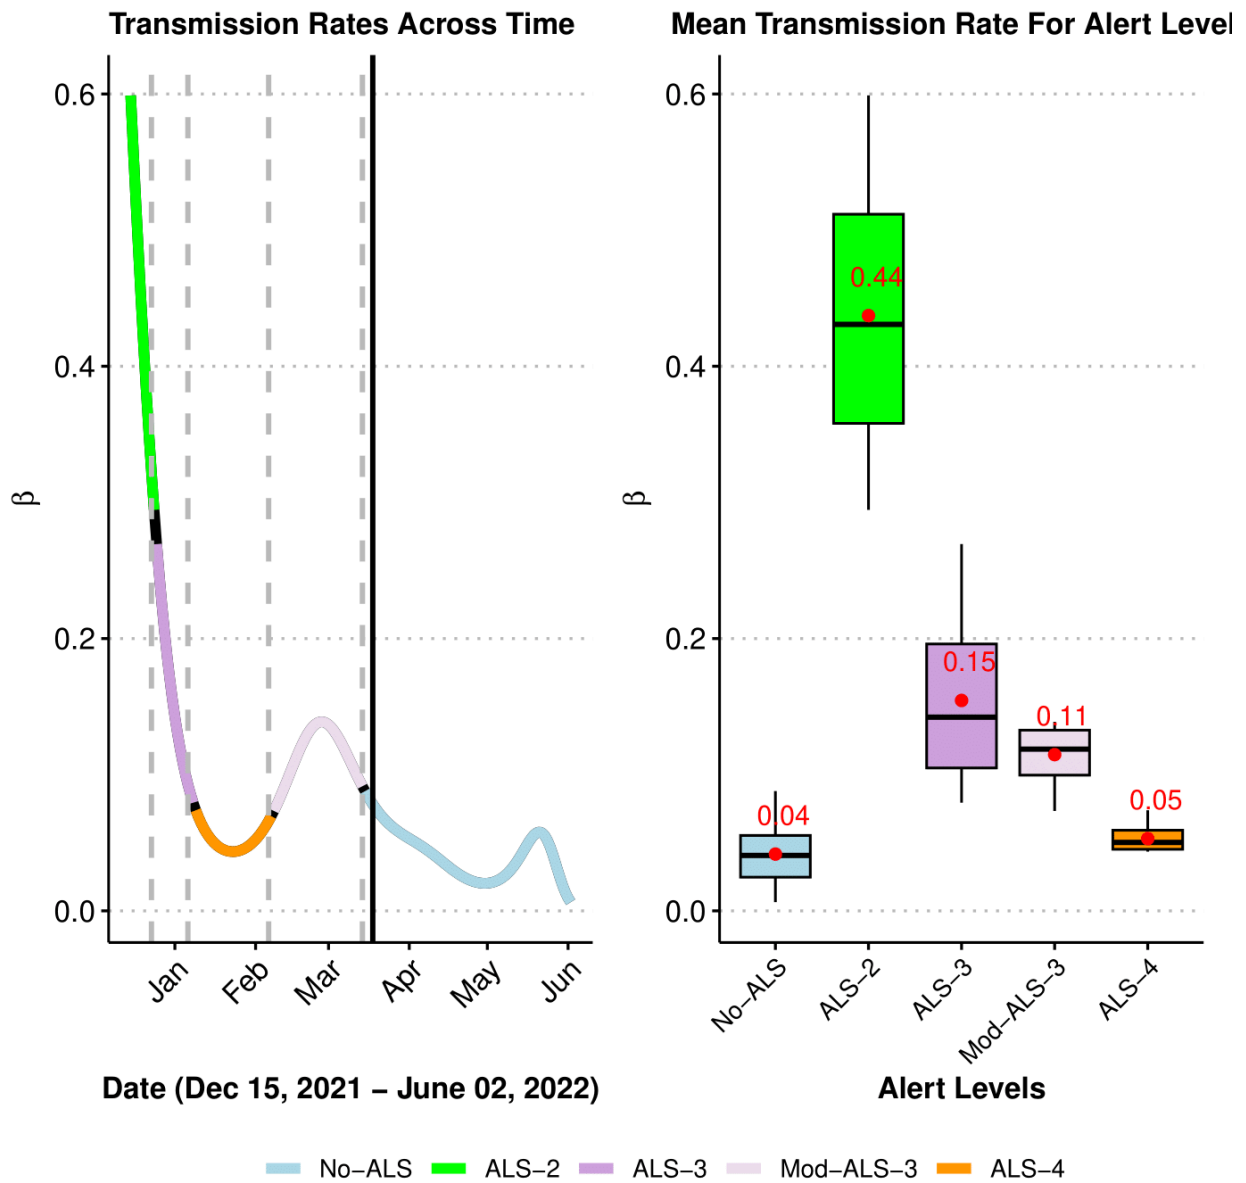 Transmission Rates Across Time
Mean Transmission Rate For Alert Level
0.6
0.4
0.2
0.0
β
Jan
Feb
Mar
Apr
May
Jun
Date (Dec 15, 2021 – June 02, 2022)
0.6
0.4
0.2
0.0
β
0.04
0.44
0.15
0.11
0.05
No–ALS
ALS–2
ALS–3
Mod–ALS–3
ALS–4
Alert Levels
No–ALS ALS–2 ALS–3 Mod–ALS–3 ALS–4